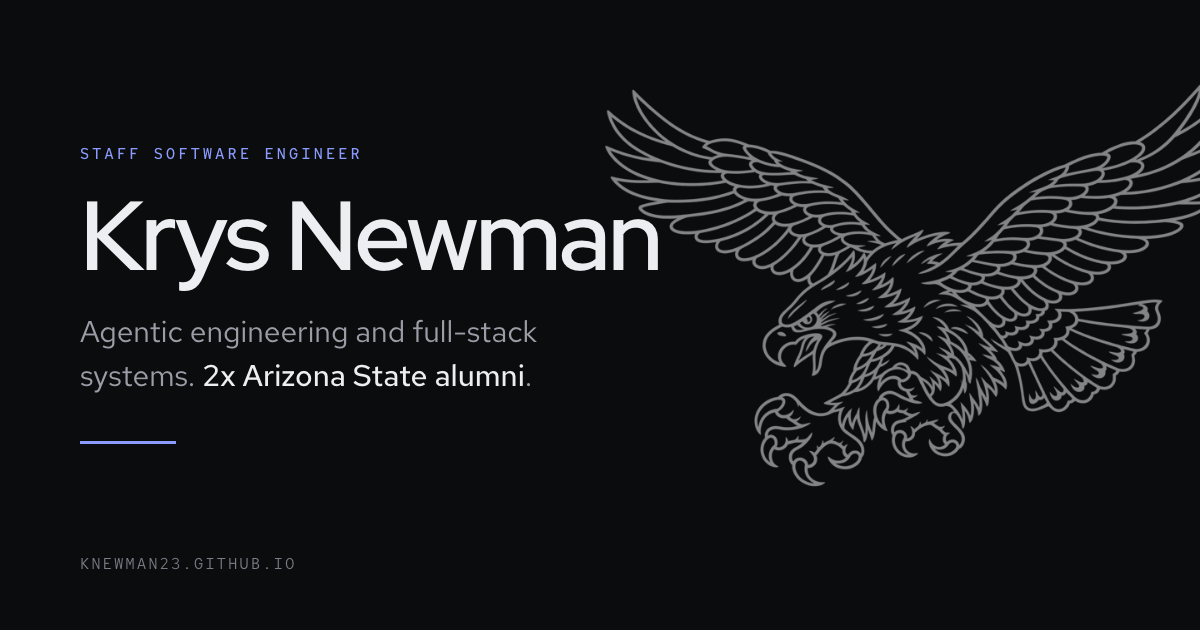 STAFF SOFTWARE ENGINEER
Krys Newman
Agentic engineering and full-stack
systems. 2x Arizona State alumni.
KNEWMAN23.GITHUB.IO